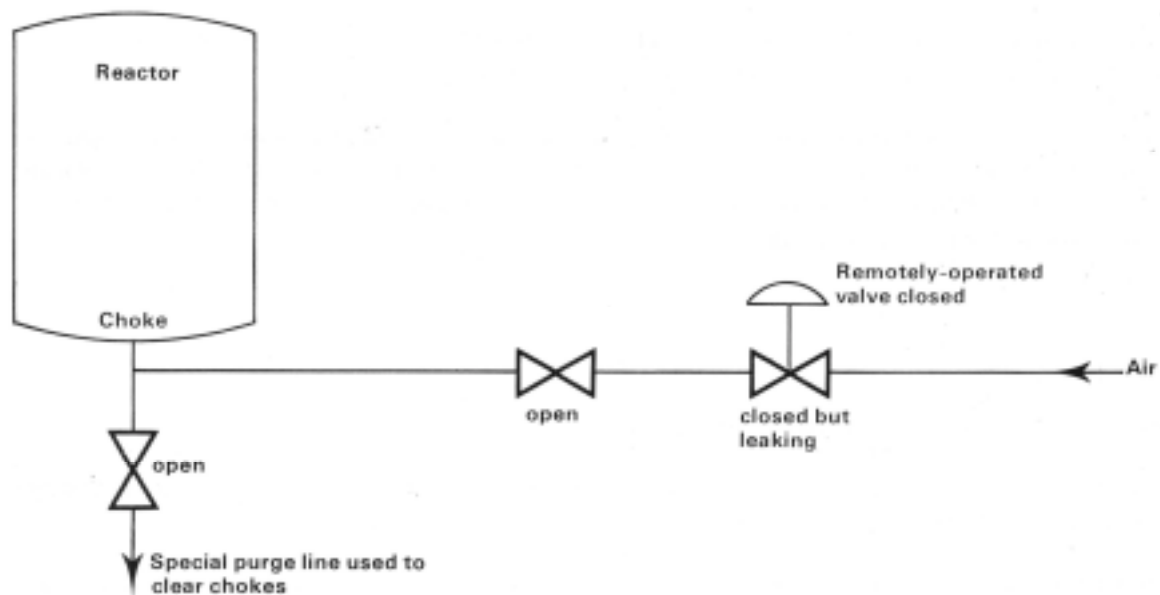 Reactor
Choke
Remotely-operated
valve closed
Air
open
closed but
leaking
open
Special purge line used to
clear chokes